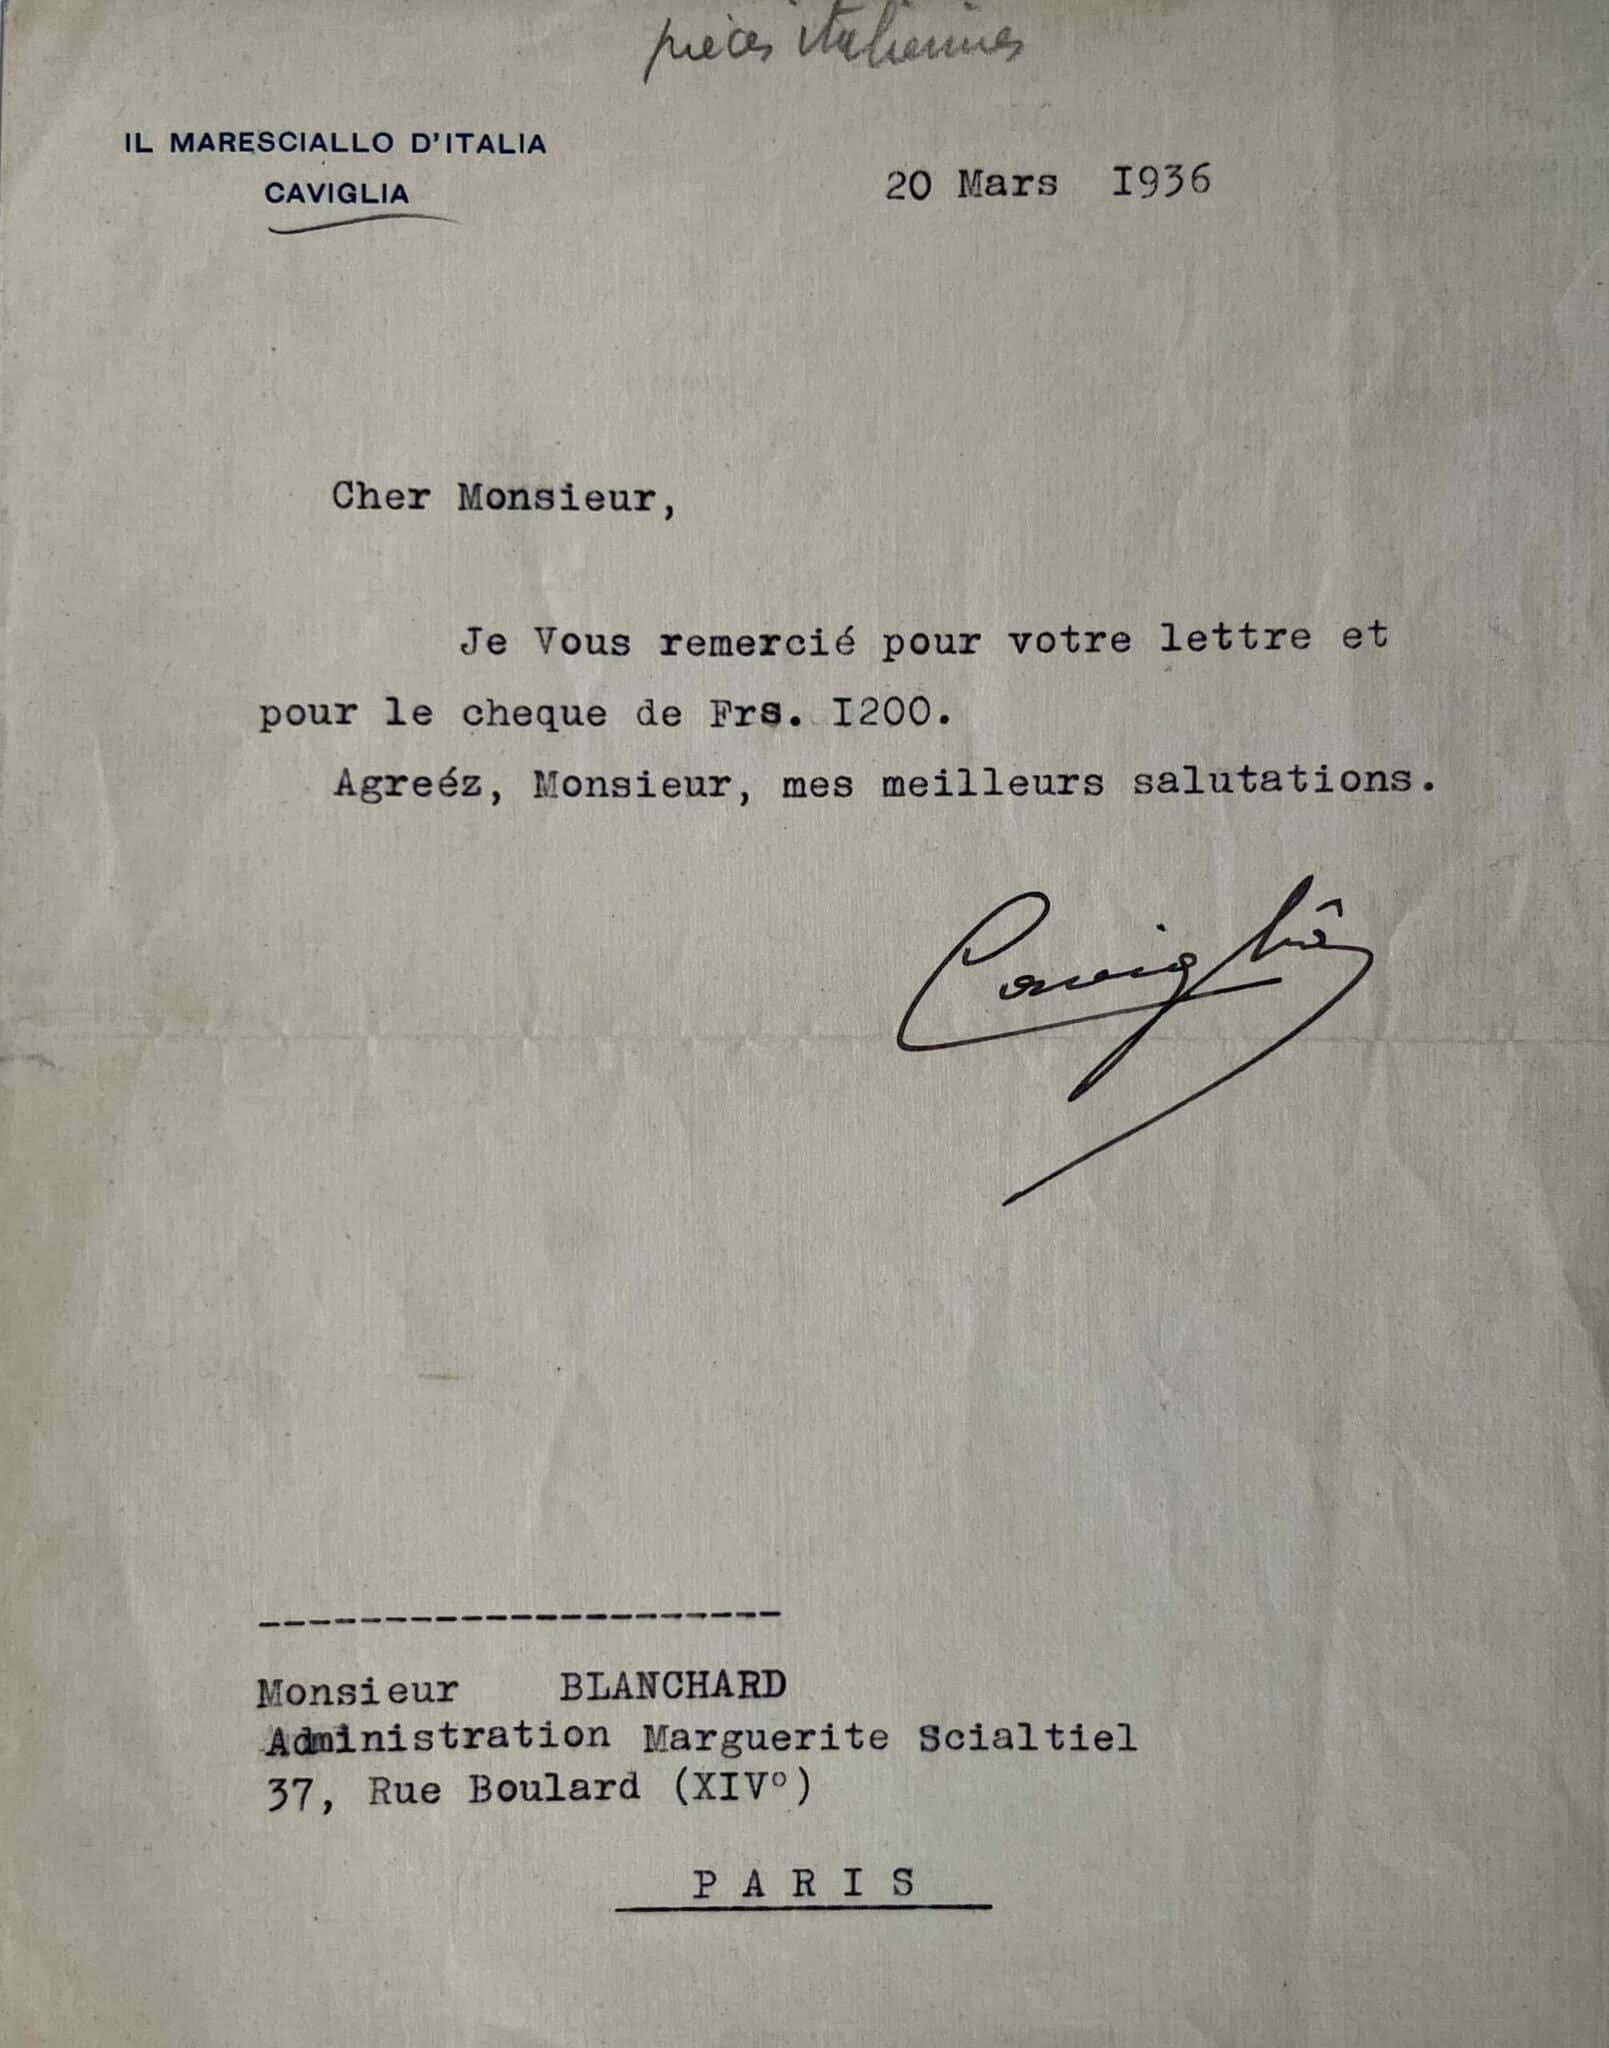 pièces italiennes
IL MARESCIALLO D'ITALIA
CAVIGLIA
20 Mars I936
Cher Monsieur,
Je Vous remercié pour votre lettre et
pour le cheque de Frs. I200.
Agreéz, Monsieur, mes meilleurs salutations.
Caviglia
----------------------
Monsieur BLANCHARD
Administration Marguerite Scialtiel
37, Rue Boulard (XIV°)
P A R I S